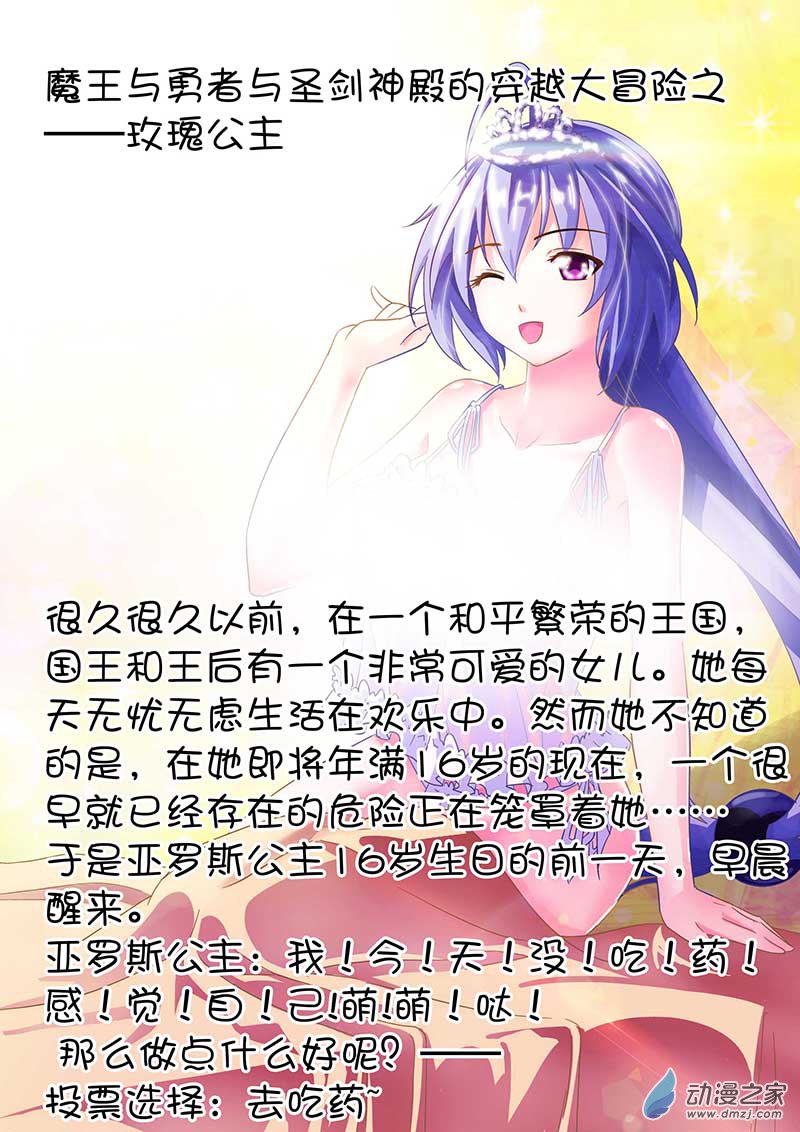 魔王与勇者与圣剑神殿的穿越大冒险之
——玫瑰公主
很久很久以前，在一个和平繁荣的王国，
国王和王后有一个非常可爱的女儿。她每
天无忧无虑生活在欢乐中。然而她不知道
的是，在她即将年满16岁的现在，一个很
早就已经存在的危险正在笼罩着她……
于是亚罗斯公主16岁生日的前一天，早晨
醒来。
亚罗斯公主：我！今！天！没！吃！药！
感！觉！自！己!萌!萌！哒！
那么做点什么好呢？——
投票选择：去吃药~
动漫之家
www.dmzj.com